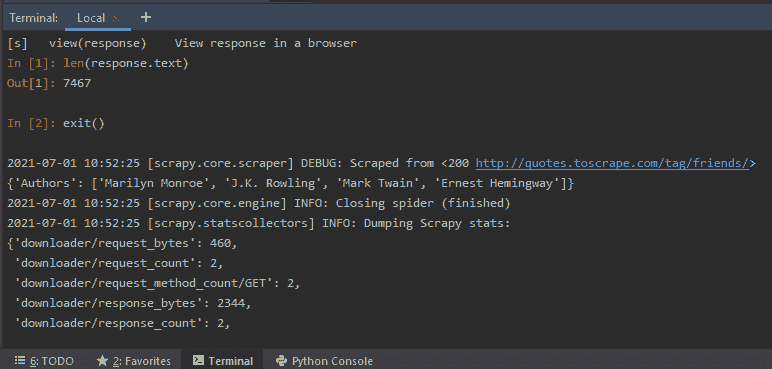 Terminal: Local × +
[s]   view(response)    View response in a browser
In [1]: len(response.text)
Out[1]: 7467
In [2]: exit()
2021-07-01 10:52:25 [scrapy.core.scraper] DEBUG: Scraped from <200 http://quotes.toscrape.com/tag/friends/>
{'Authors': ['Marilyn Monroe', 'J.K. Rowling', 'Mark Twain', 'Ernest Hemingway']}
2021-07-01 10:52:25 [scrapy.core.engine] INFO: Closing spider (finished)
2021-07-01 10:52:25 [scrapy.statscollectors] INFO: Dumping Scrapy stats:
{'downloader/request_bytes': 460,
 'downloader/request_count': 2,
 'downloader/request_method_count/GET': 2,
 'downloader/response_bytes': 2344,
 'downloader/response_count': 2,
6: TODO 2: Favorites Terminal Python Console